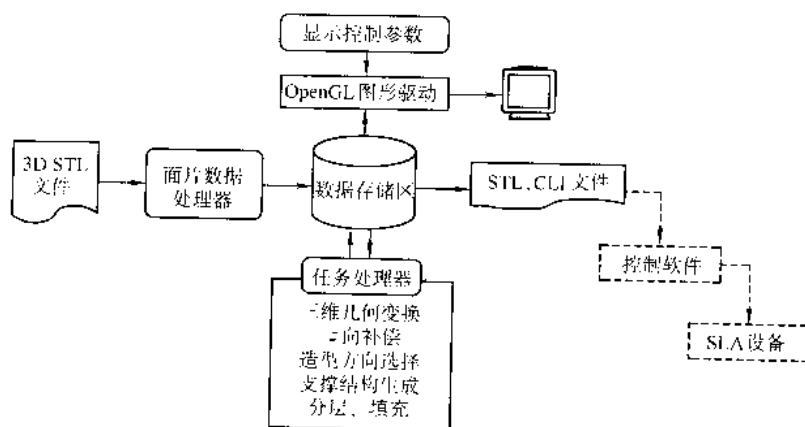 显示控制参数
OpenGL图形驱动
3D STL
文件
面片数据
处理器
数据存储区
STL、CLI文件
任务处理器
三维几何变换
向补偿
造型方向选择
支撑结构生成
分层、填充
控制软件
SLA设备